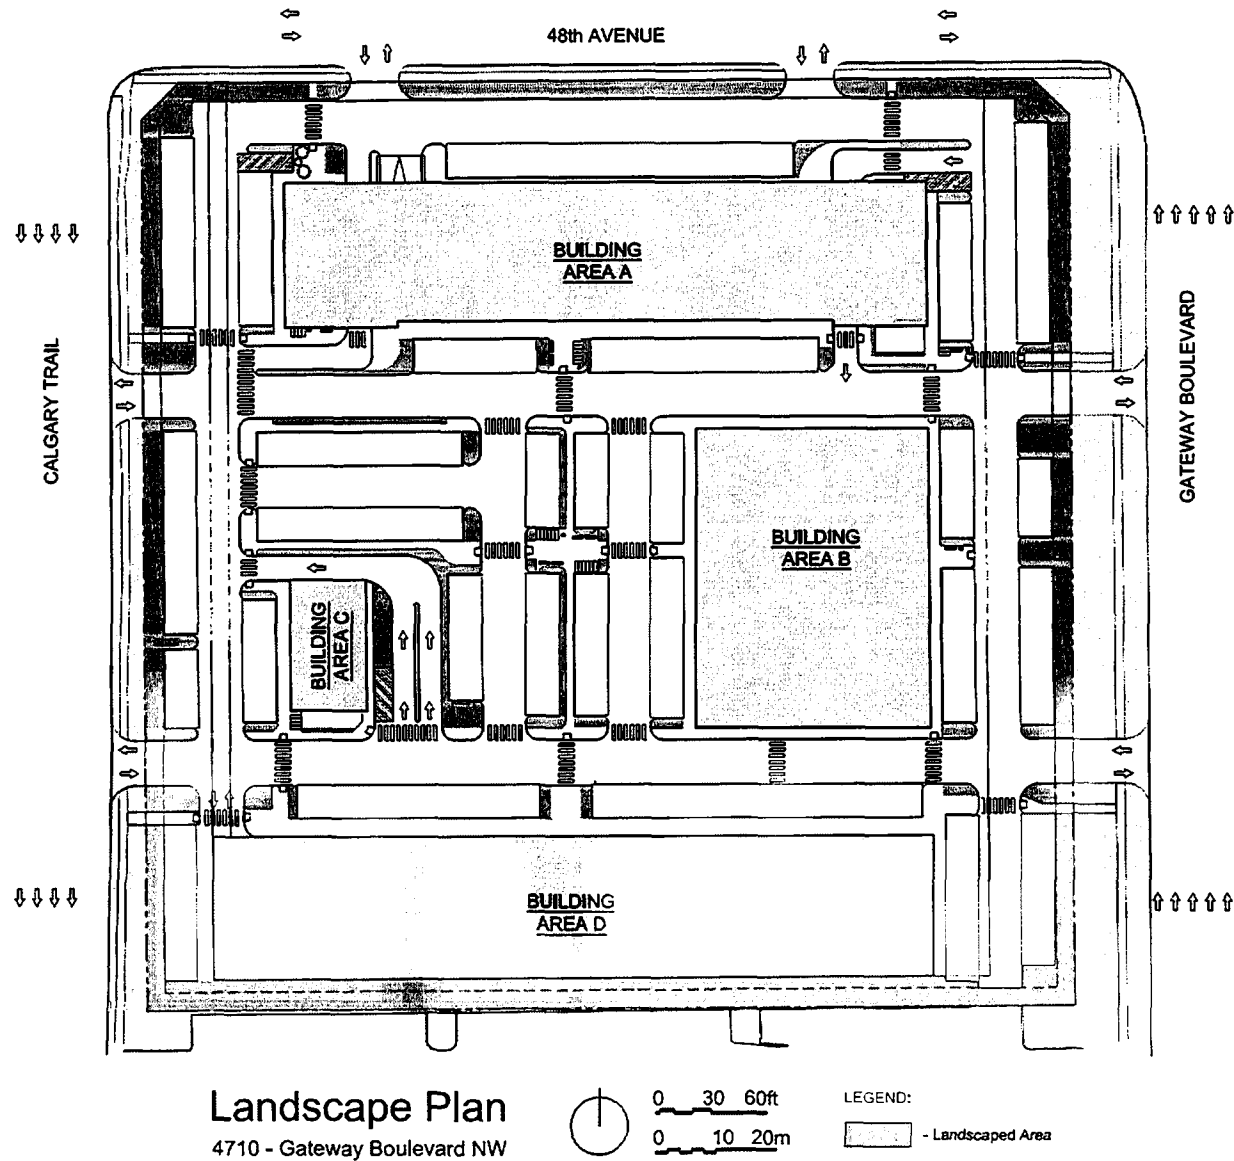 48th AVENUE
CALGARY TRAIL
GATEWAY BOULEVARD
BUILDING
AREA A
BUILDING
AREA B
BUILDING
AREA C
BUILDING
AREA D
Landscape Plan
4710 - Gateway Boulevard NW
0 30 60ft
0 10 20m
LEGEND:
- Landscaped Area